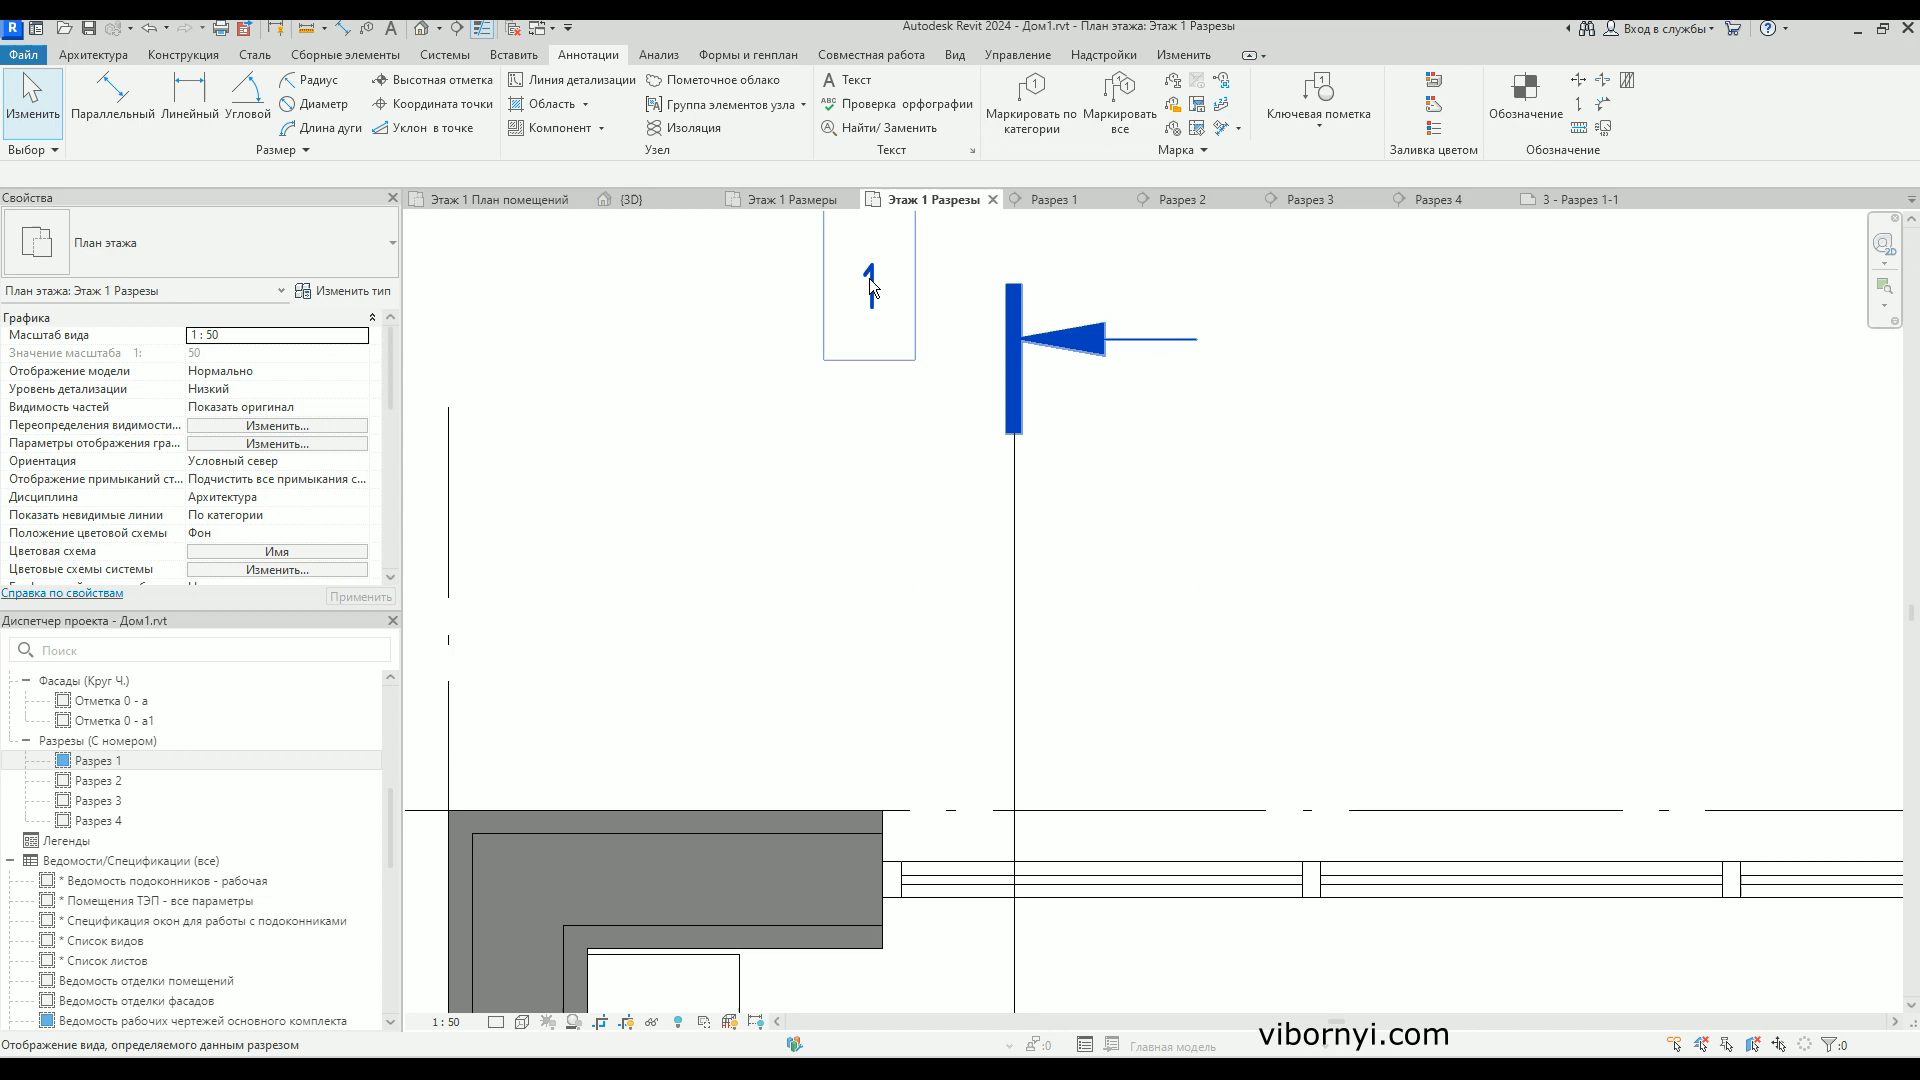 Autodesk Revit 2024 - Дом1.rvt - План этажа: Этаж 1 Разрезы
Вход в службы
Файл Архитектура Конструкция Сталь Сборные элементы Системы Вставить Аннотации Анализ Формы и генплан Совместная работа Вид Управление Надстройки Изменить
Изменить
Параллельный Линейный Угловой
Радиус
Диаметр
Длина дуги
Высотная отметка
Координата точки
Уклон в точке
Линия детализации
Область
Компонент
Пометочное облако
Группа элементов узла
Изоляция
Текст
Проверка орфографии
Найти/ Заменить
Маркировать по категории
Маркировать все
Ключевая пометка
Обозначение
Выбор Размер Узел Текст Марка Заливка цветом Обозначение
Свойства
Этаж 1 План помещений {3D} Этаж 1 Размеры Этаж 1 Разрезы Разрез 1 Разрез 2 Разрез 3 Разрез 4 3 - Разрез 1-1
План этажа
План этажа: Этаж 1 Разрезы Изменить тип
Графика
Масштаб вида 1 : 50
Значение масштаба 1: 50
Отображение модели Нормально
Уровень детализации Низкий
Видимость частей Показать оригинал
Переопределения видимости... Изменить...
Параметры отображения гра... Изменить...
Ориентация Условный север
Отображение примыканий ст... Подчистить все примыкания с...
Дисциплина Архитектура
Показать невидимые линии По категории
Положение цветовой схемы Фон
Цветовая схема Имя
Цветовые схемы системы Изменить...
Справка по свойствам Применить
Диспетчер проекта - Дом1.rvt
Поиск
Фасады (Круг Ч.)
Отметка 0 - a
Отметка 0 - a1
Разрезы (С номером)
Разрез 1
Разрез 2
Разрез 3
Разрез 4
Легенды
Ведомости/Спецификации (все)
* Ведомость подоконников - рабочая
* Помещения ТЭП - все параметры
* Спецификация окон для работы с подоконниками
* Список видов
* Список листов
Ведомость отделки помещений
Ведомость отделки фасадов
Ведомость рабочих чертежей основного комплекта
1
1 : 50
vibornyi.com
Отображение вида, определяемого данным разрезом
:0
Главная модель
:0